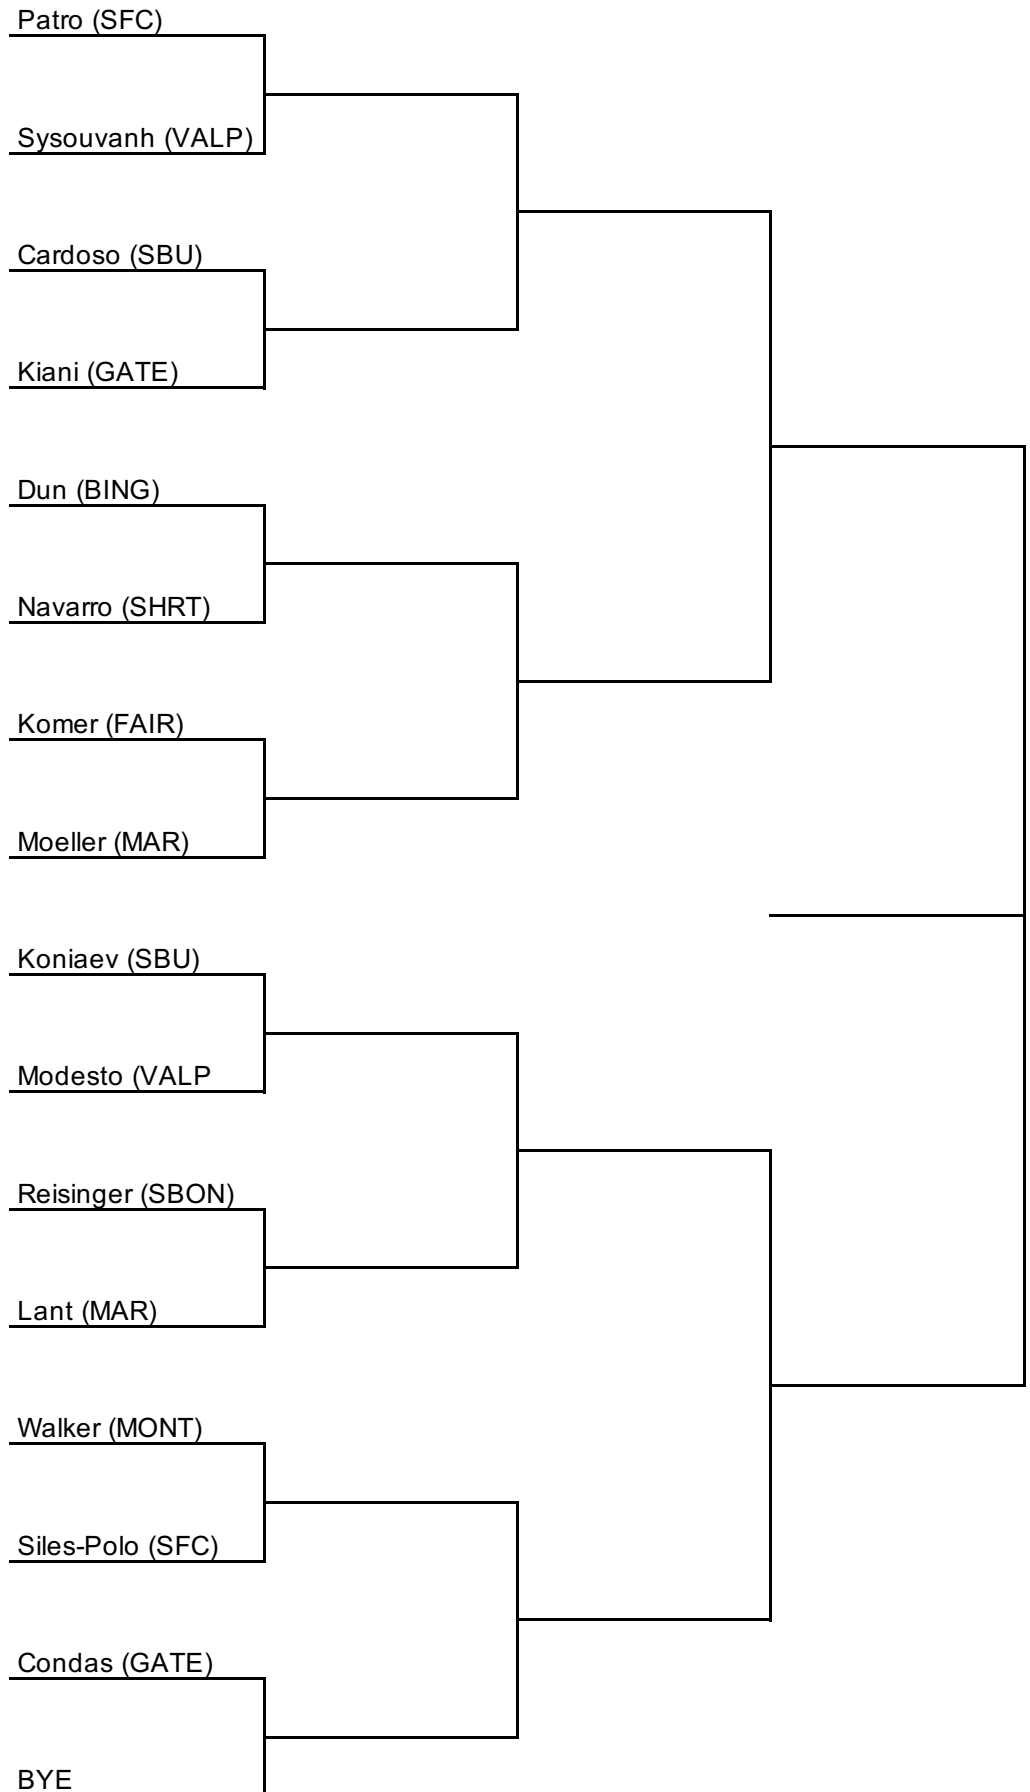 Patro (SFC)
Sysouvanh (VALP)
Cardoso (SBU)
Kiani (GATE)
Dun (BING)
Navarro (SHRT)
Komer (FAIR)
Moeller (MAR)
Koniaev (SBU)
Modesto (VALP
Reisinger (SBON)
Lant (MAR)
Walker (MONT)
Siles-Polo (SFC)
Condas (GATE)
BYE